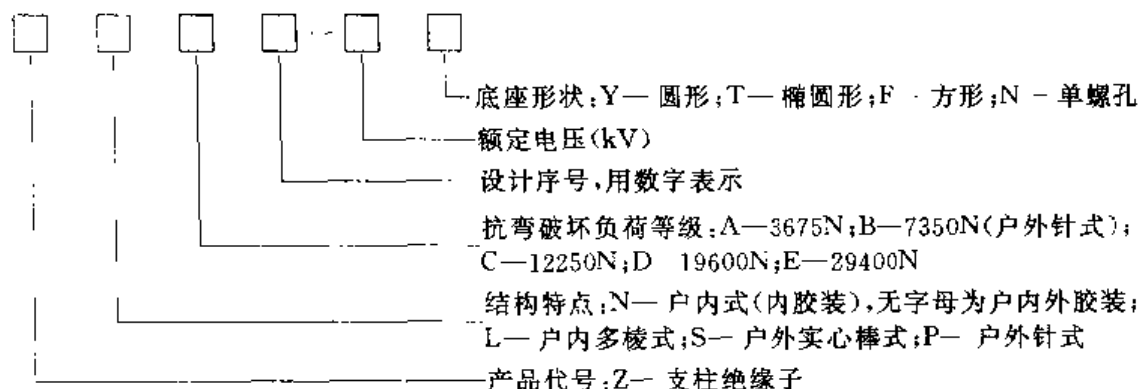 底座形状:Y—圆形;T—椭圆形;F-方形;N-单螺孔
额定电压(kV)
设计序号,用数字表示
抗弯破坏负荷等级:A—3675N;B—7350N(户外针式);
C—12250N;D 19600N;E—29400N
结构特点:N—户内式(内胶装),无字母为户内外胶装;
L—户内多棱式;S—户外实心棒式;P—户外针式
产品代号:Z—支柱绝缘子